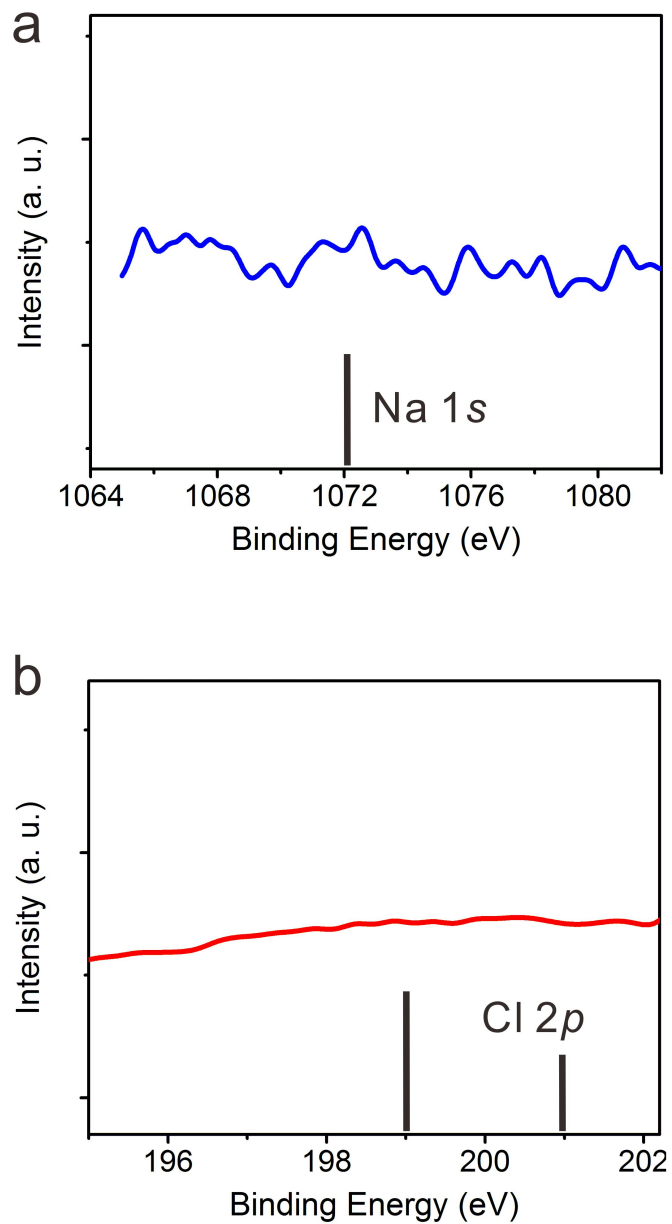 a
Intensity (a. u.)
Na 1s
1064 1068 1072 1076 1080
Binding Energy (eV)
b
Intensity (a. u.)
Cl 2p
196 198 200 202
Binding Energy (eV)